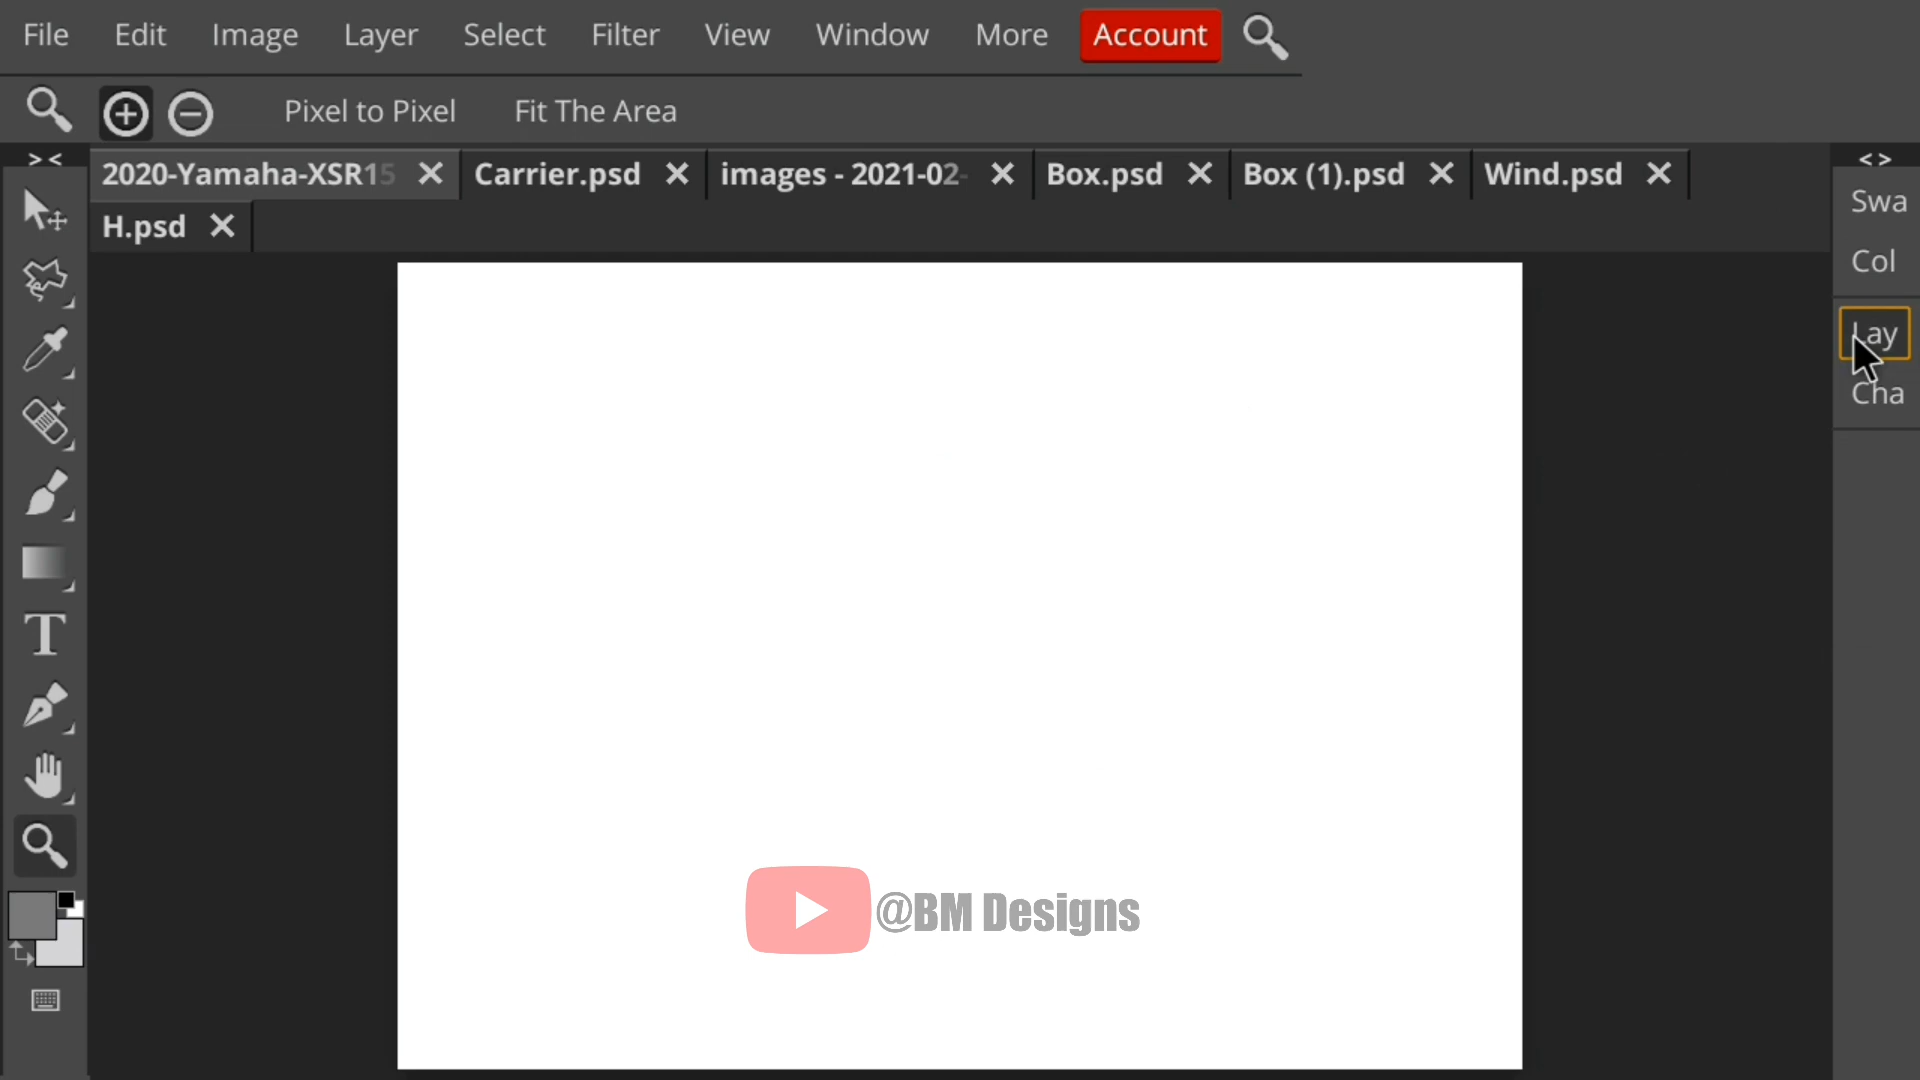 File Edit Image Layer Select Filter View Window More Account
Pixel to Pixel Fit The Area
> <
< >
2020-Yamaha-XSR15 Carrier.psd images - 2021-02- Box.psd Box (1).psd Wind.psd
H.psd
Swa
Col
Lay
Cha
T
@BM Designs